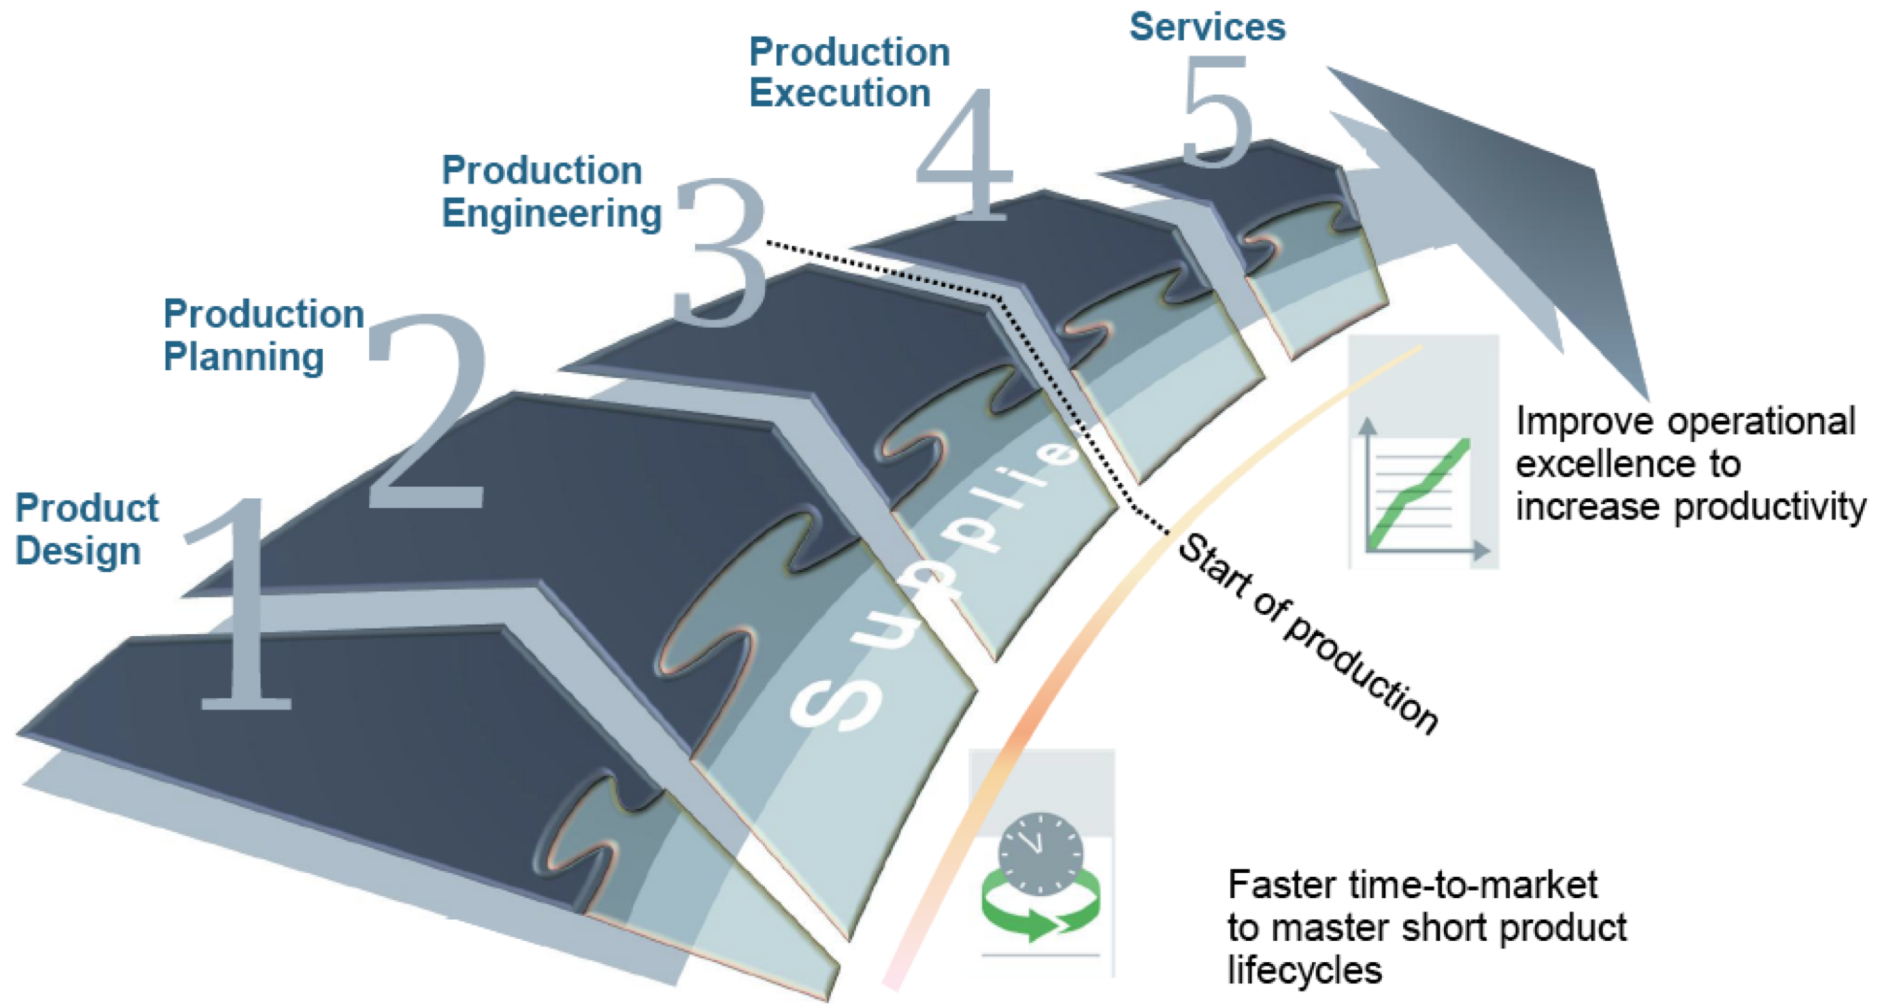 Services
5
Production
Execution
4
Production
Engineering
3
Production
Planning
2
Product
Design
1
Supplie
Start of production
Improve operational
excellence to
increase productivity
Faster time-to-market
to master short product
lifecycles